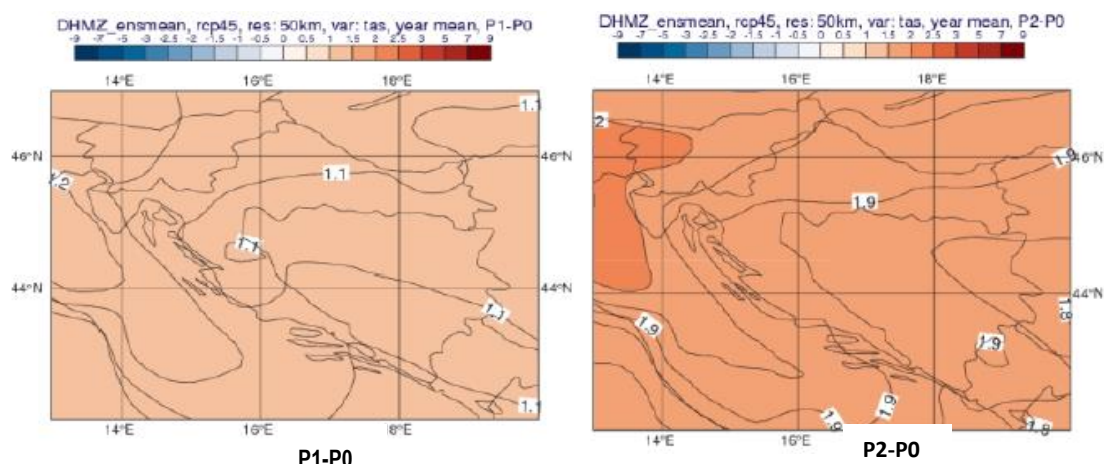 DHMZ_ensmean, rcp45, res: 50km, var: tas, year mean, P1-P0
-9 -7 -5 -3 -2.5 -2 -1.5 -1 -0.5 0 0.5 1 1.5 2 2.5 3 5 7 9
14°E 16°E 18°E
1.1
46°N
1.2
1.1
1.1
44°N
1.1
1.1
14°E 16°E 18°E
P1-P0
DHMZ_ensmean, rcp45, res: 50km, var: tas, year mean, P2-P0
-9 -7 -5 -3 -2.5 -2 -1.5 -1 -0.5 0 0.5 1 1.5 2 2.5 3 5 7 9
14°E 16°E 18°E
2
1.9
46°N
1.9
44°N
1.8
1.9
1.9
1.9
1.9
1.8
14°E 16°E
P2-P0